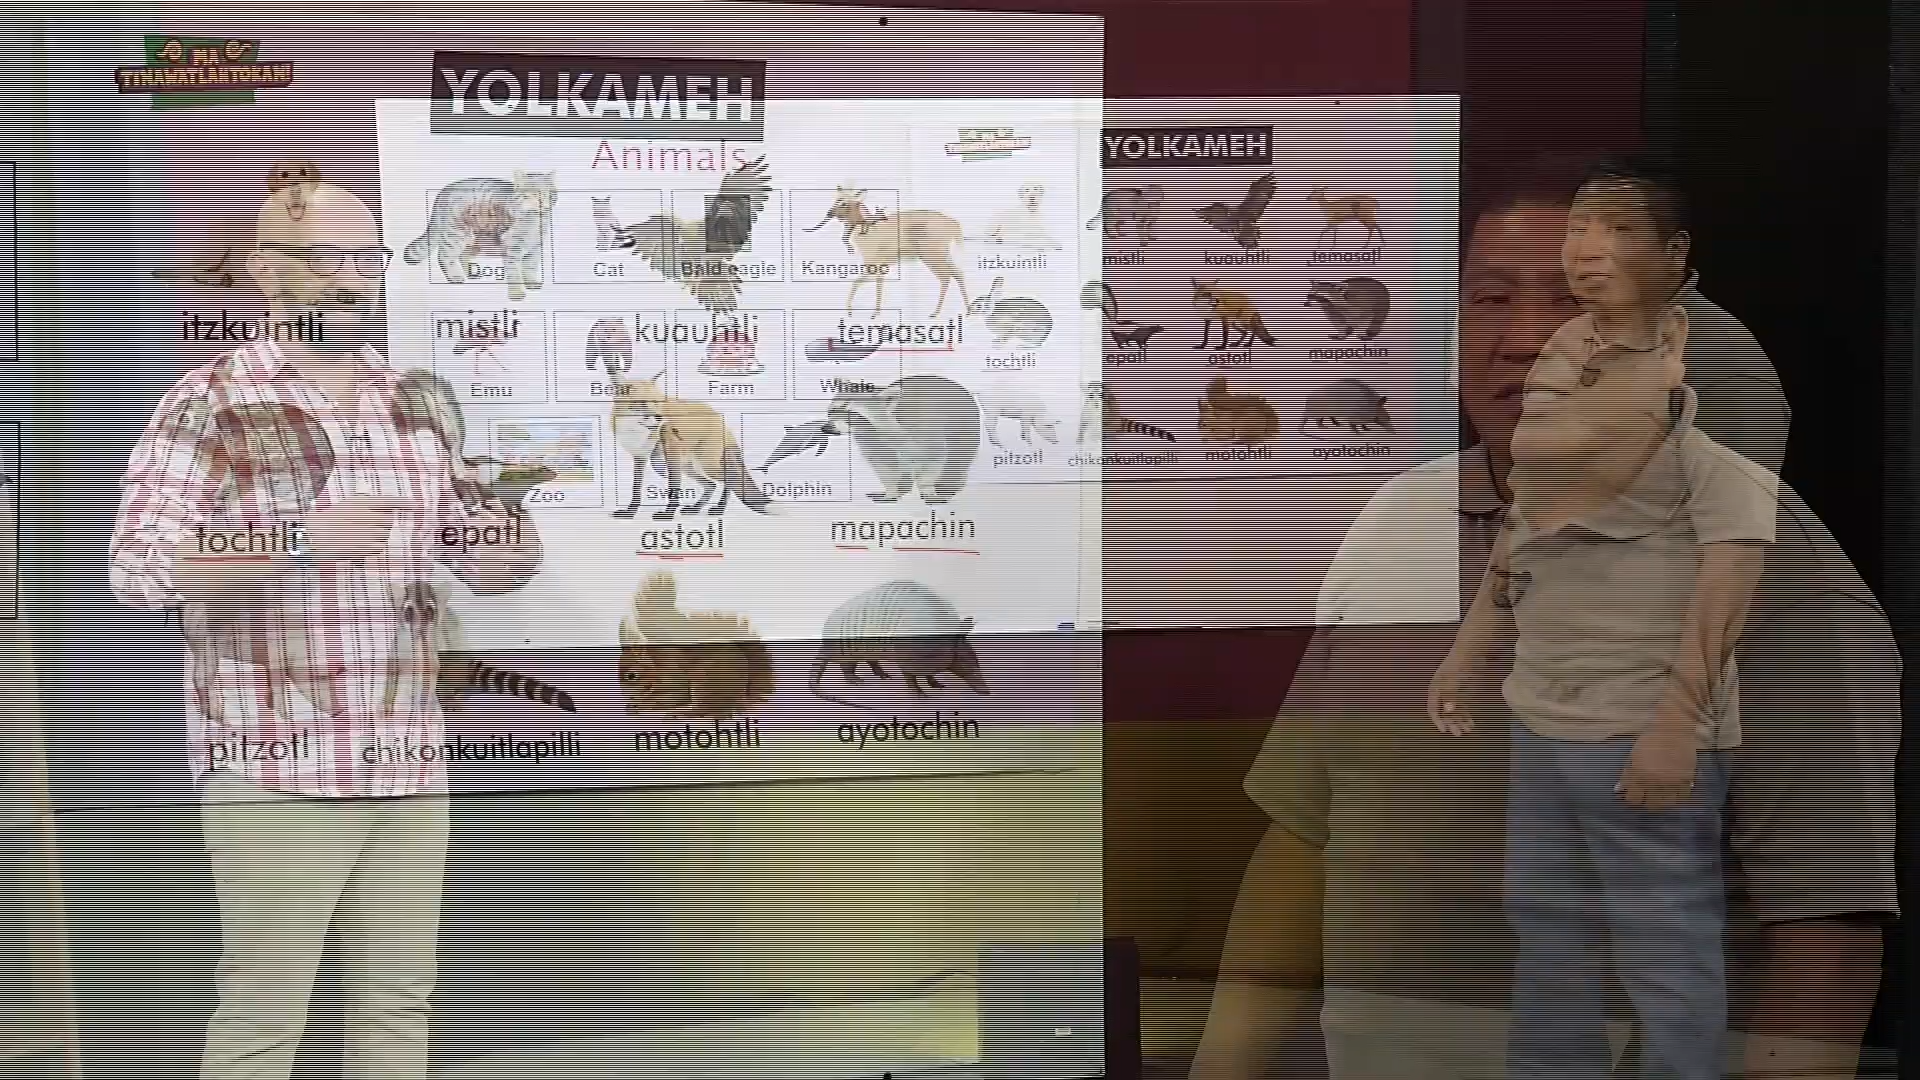 MA
TINAWATLAHTOKAN
YOLKAMEH
Animals
Dog
Cat
Bald eagle
Kangaroo
itzkuintli
mistli
kuauhtli
temasatl
Emu
Bear
Farm
Whale
tochtli
epatl
astotl
mapachin
Zoo
Swan
Dolphin
pitzotl
chikonkuitlapilli
motohtli
ayotochin
YOLKAMEH
itzkuintli
mistli
kuauhtli
temasatl
tochtli
epatl
astotl
mapachin
pitzotl
chikonkuitlapilli
motohtli
ayotochin